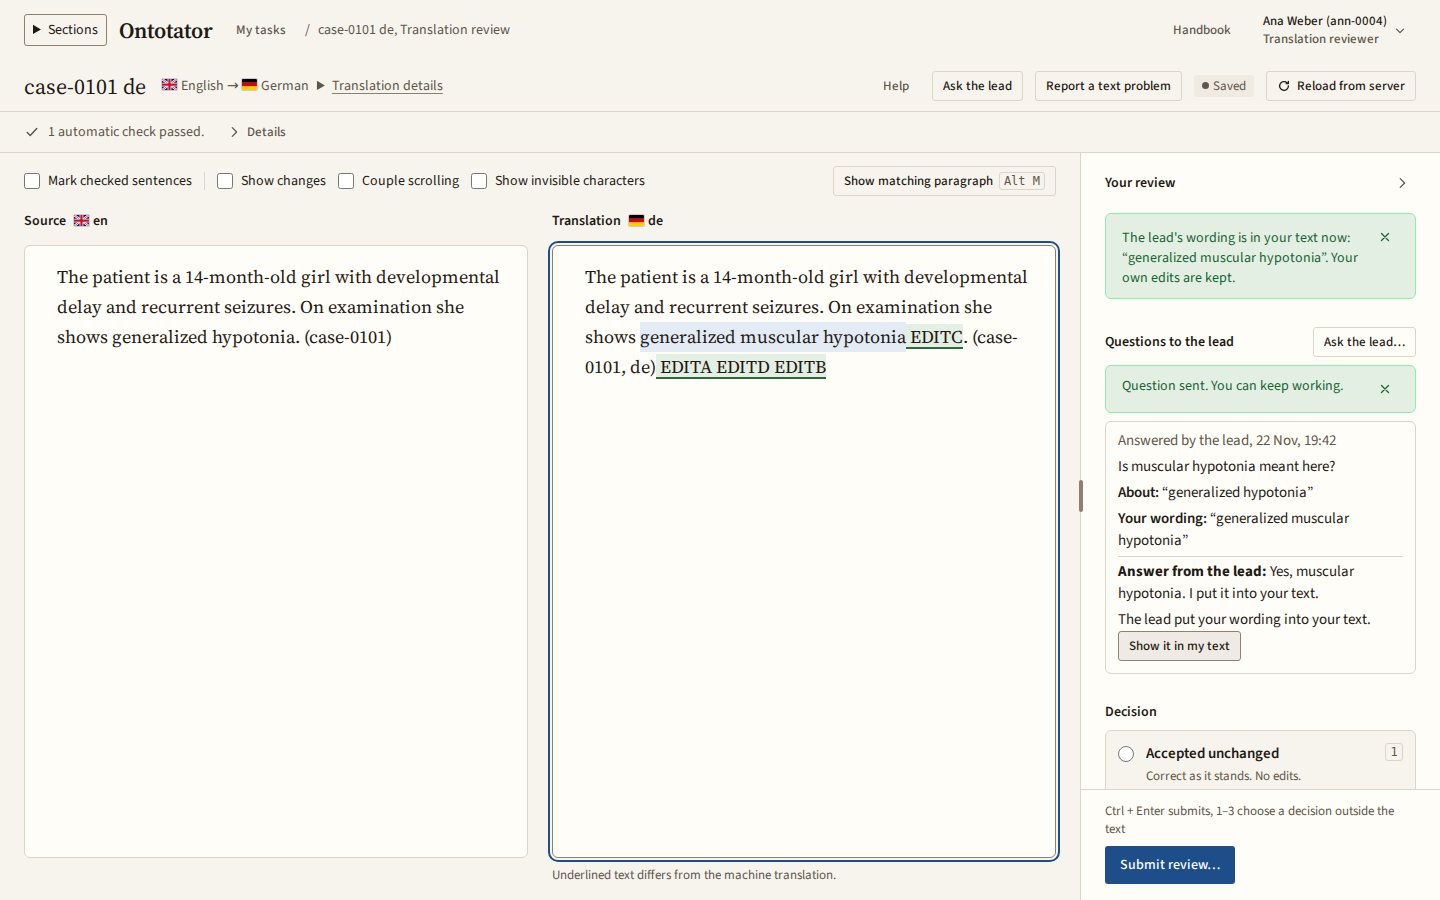 Sections
Ontotator
My tasks / case-0101 de, Translation review
Handbook
Ana Weber (ann-0004)
Translation reviewer
case-0101 de
English → German
Translation details
Help
Ask the lead
Report a text problem
Saved
Reload from server
1 automatic check passed.
Details
Mark checked sentences
Show changes
Couple scrolling
Show invisible characters
Show matching paragraph Alt M
Source en
The patient is a 14-month-old girl with developmental
delay and recurrent seizures. On examination she
shows generalized hypotonia. (case-0101)
Translation de
The patient is a 14-month-old girl with developmental
delay and recurrent seizures. On examination she
shows generalized muscular hypotonia EDITC. (case-
0101, de) EDITA EDITD EDITB
Underlined text differs from the machine translation.
Your review
The lead's wording is in your text now:
“generalized muscular hypotonia”. Your
own edits are kept.
Questions to the lead
Ask the lead…
Question sent. You can keep working.
Answered by the lead, 22 Nov, 19:42
Is muscular hypotonia meant here?
About: “generalized hypotonia”
Your wording: “generalized muscular
hypotonia”
Answer from the lead: Yes, muscular
hypotonia. I put it into your text.
The lead put your wording into your text.
Show it in my text
Decision
Accepted unchanged 1
Correct as it stands. No edits.
Ctrl + Enter submits, 1–3 choose a decision outside the
text
Submit review…